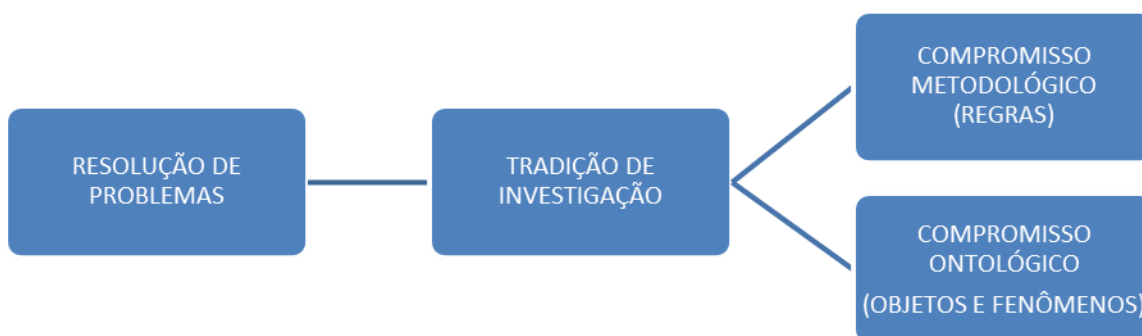 RESOLUÇÃO DE
PROBLEMAS
TRADIÇÃO DE
INVESTIGAÇÃO
COMPROMISSO
METODOLÓGICO
(REGRAS)
COMPROMISSO
ONTOLÓGICO
(OBJETOS E FENÔMENOS)